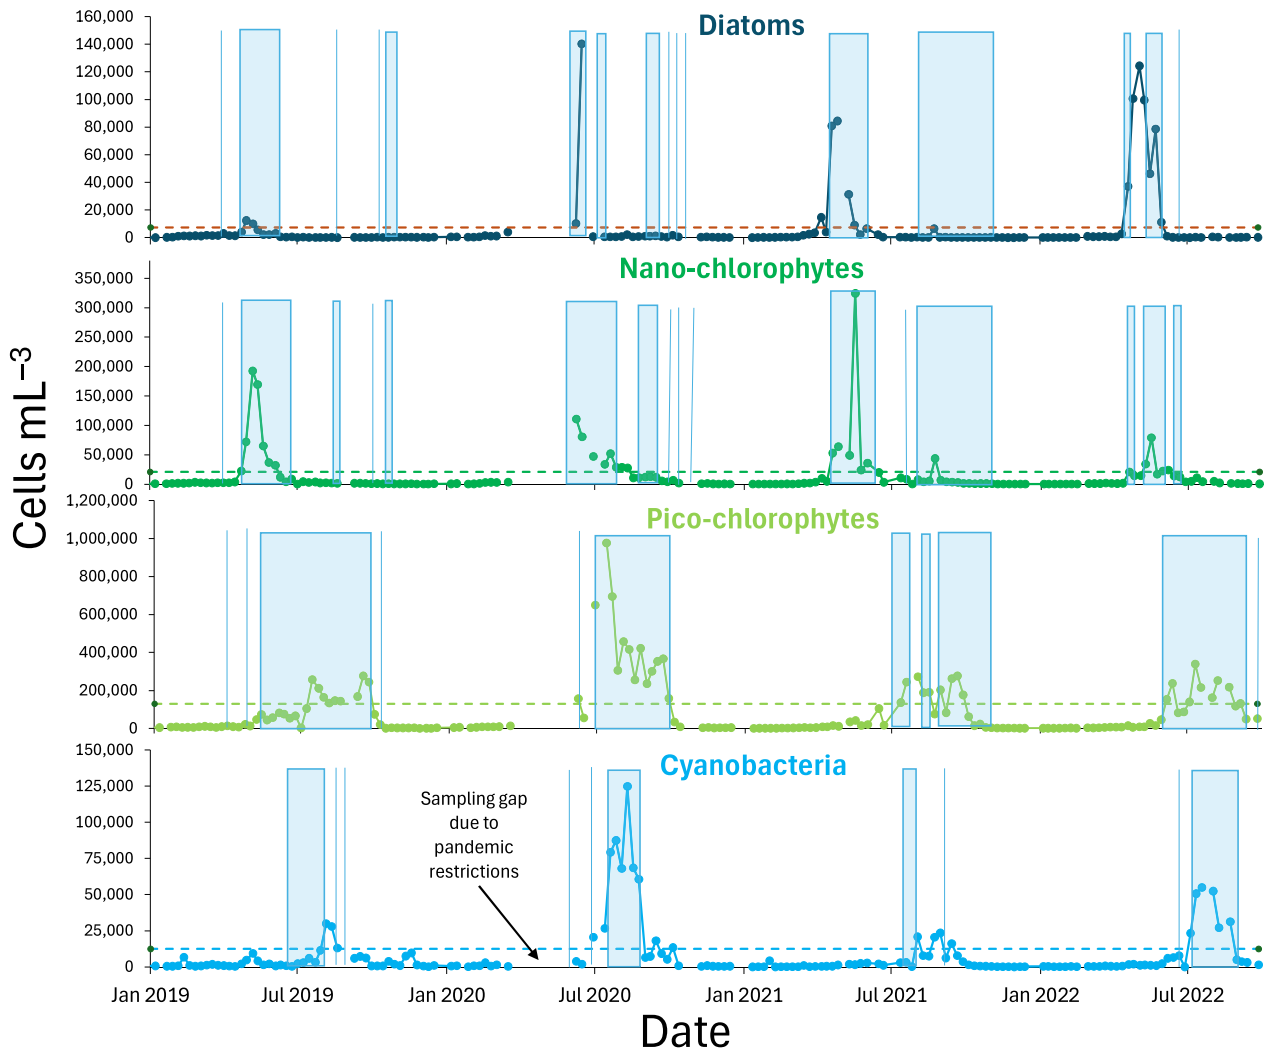 Diatoms
160,000
140,000
120,000
100,000
80,000
60,000
40,000
20,000
0
Nano-chlorophytes
350,000
300,000
250,000
200,000
150,000
100,000
50,000
0
Cells mL⁻³
Pico-chlorophytes
1,200,000
1,000,000
800,000
600,000
400,000
200,000
0
Cyanobacteria
150,000
125,000
100,000
75,000
50,000
25,000
0
Sampling gap
due to
pandemic
restrictions
Jan 2019 Jul 2019 Jan 2020 Jul 2020 Jan 2021 Jul 2021 Jan 2022 Jul 2022
Date